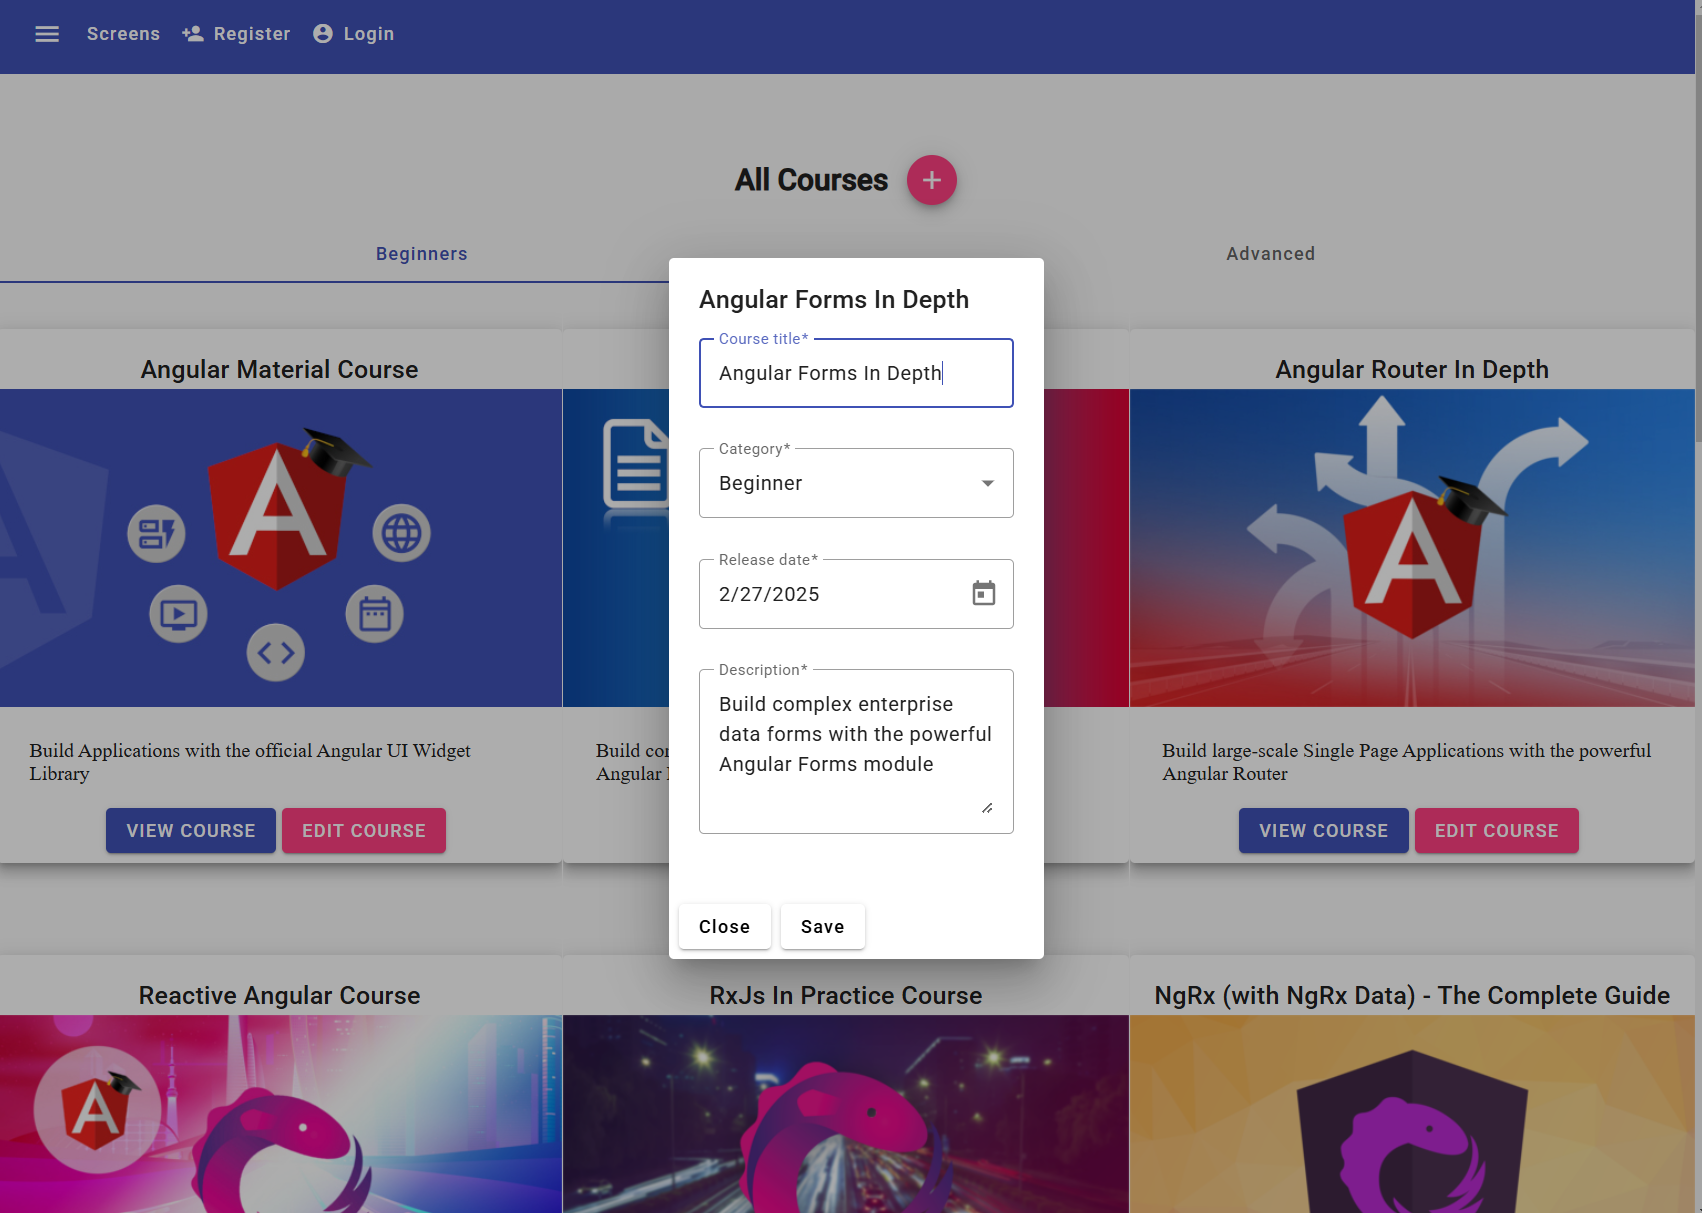 Screens
Register
Login
All Courses
Beginners
Advanced
Angular Forms In Depth
Course title*
Angular Forms In Depth
Category*
Beginner
Release date*
2/27/2025
Description*
Build complex enterprise
data forms with the powerful
Angular Forms module
Close
Save
Angular Material Course
Build Applications with the official Angular UI Widget
Library
VIEW COURSE
EDIT COURSE
Build
Angular
Angular Router In Depth
Build large-scale Single Page Applications with the powerful
Angular Router
VIEW COURSE
EDIT COURSE
Reactive Angular Course
RxJs In Practice Course
NgRx (with NgRx Data) - The Complete Guide